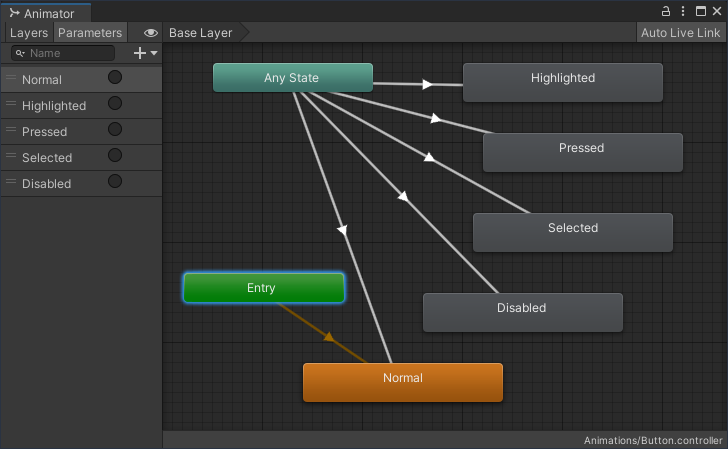 Animator
Layers Parameters
Base Layer
Auto Live Link
Name
Normal
Highlighted
Pressed
Selected
Disabled
Any State
Highlighted
Pressed
Selected
Entry
Disabled
Normal
Animations/Button.controller